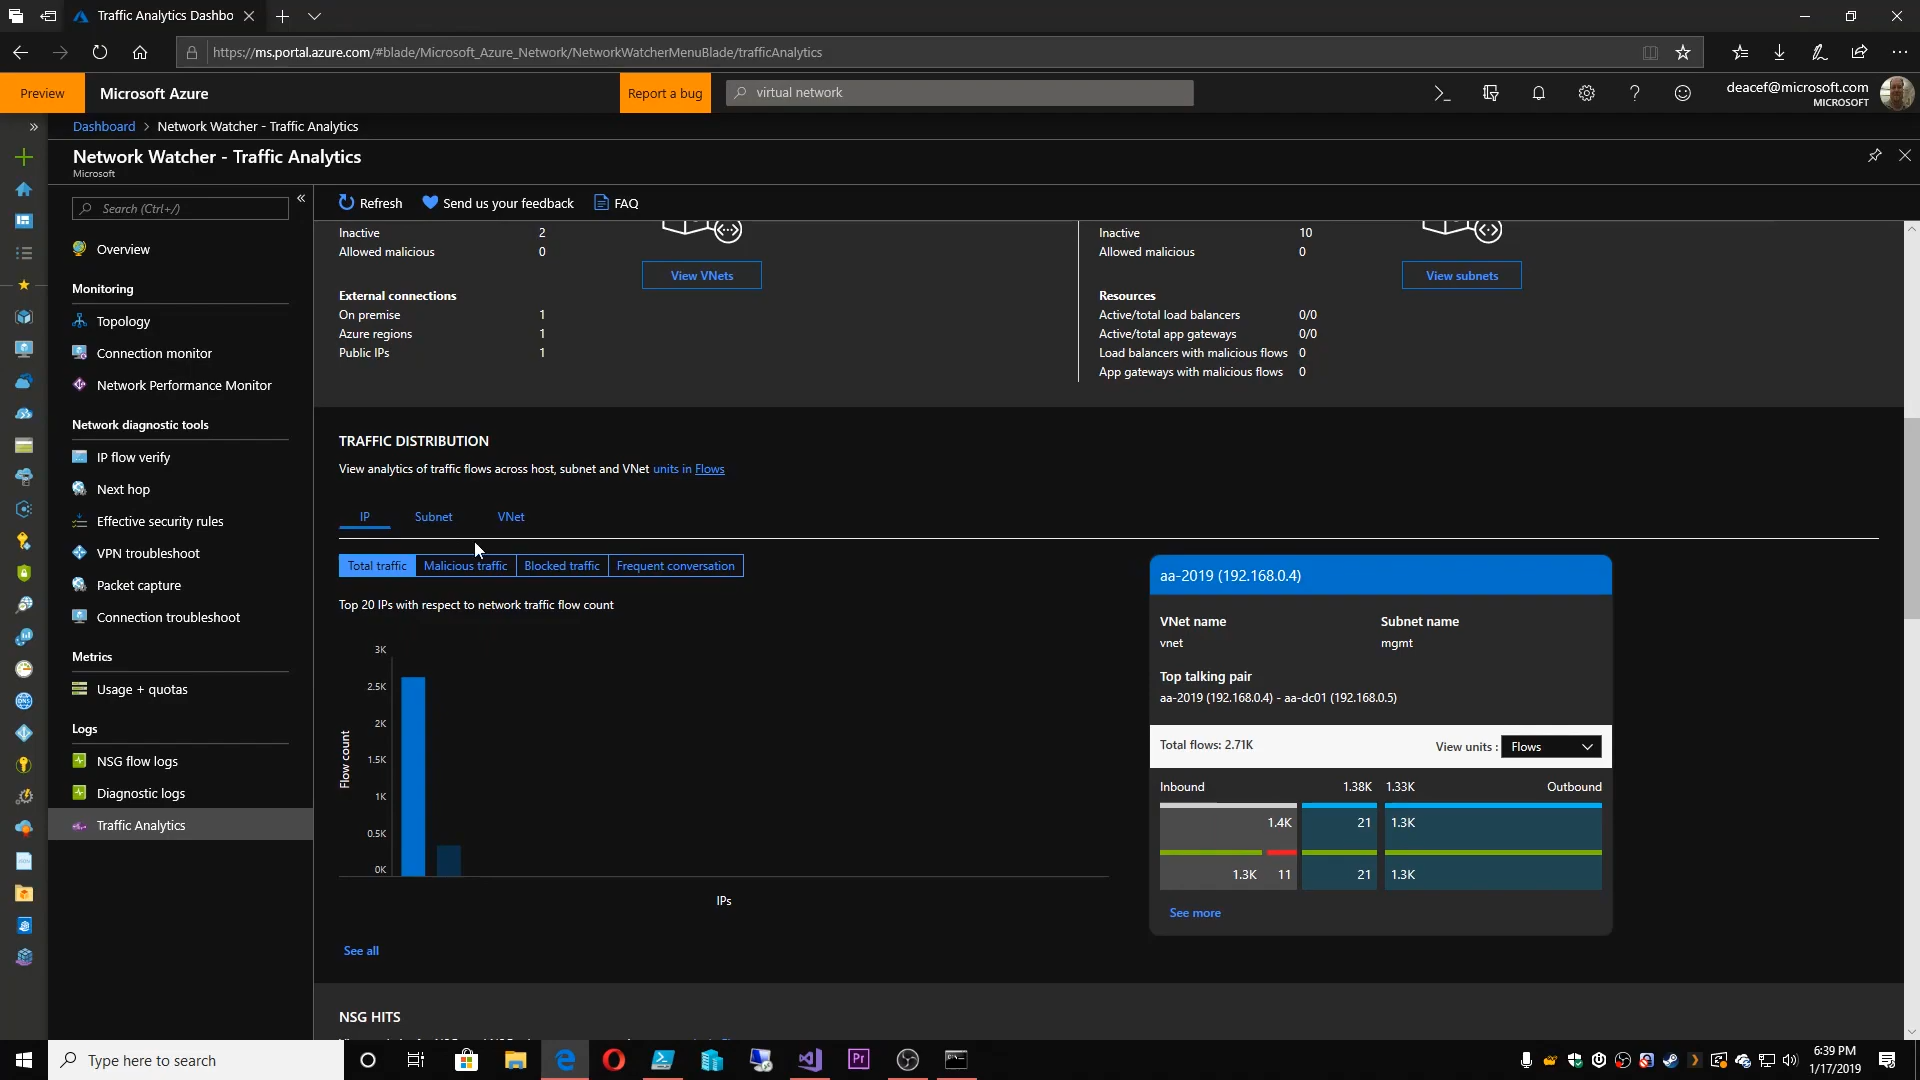 Traffic Analytics Dashbo
https://ms.portal.azure.com/#blade/Microsoft_Azure_Network/NetworkWatcherMenuBlade/trafficAnalytics
Preview
Microsoft Azure
Report a bug
virtual network
deacef@microsoft.com
MICROSOFT
Dashboard > Network Watcher - Traffic Analytics
Network Watcher - Traffic Analytics
Microsoft
Search (Ctrl+/)
Overview
Monitoring
Topology
Connection monitor
Network Performance Monitor
Network diagnostic tools
IP flow verify
Next hop
Effective security rules
VPN troubleshoot
Packet capture
Connection troubleshoot
Metrics
Usage + quotas
Logs
NSG flow logs
Diagnostic logs
Traffic Analytics
Refresh
Send us your feedback
FAQ
Inactive 2
Allowed malicious 0
View VNets
External connections
On premise 1
Azure regions 1
Public IPs 1
Inactive 10
Allowed malicious 0
View subnets
Resources
Active/total load balancers 0/0
Active/total app gateways 0/0
Load balancers with malicious flows 0
App gateways with malicious flows 0
TRAFFIC DISTRIBUTION
View analytics of traffic flows across host, subnet and VNet units in Flows
IP Subnet VNet
Total traffic Malicious traffic Blocked traffic Frequent conversation
Top 20 IPs with respect to network traffic flow count
3K
2.5K
2K
1.5K
1K
0.5K
0K
Flow count
IPs
See all
aa-2019 (192.168.0.4)
VNet name Subnet name
vnet mgmt
Top talking pair
aa-2019 (192.168.0.4) - aa-dc01 (192.168.0.5)
Total flows: 2.71K View units : Flows
Inbound 1.38K 1.33K Outbound
1.4K 21 1.3K
1.3K 11 21 1.3K
See more
NSG HITS
Type here to search
6:39 PM
1/17/2019